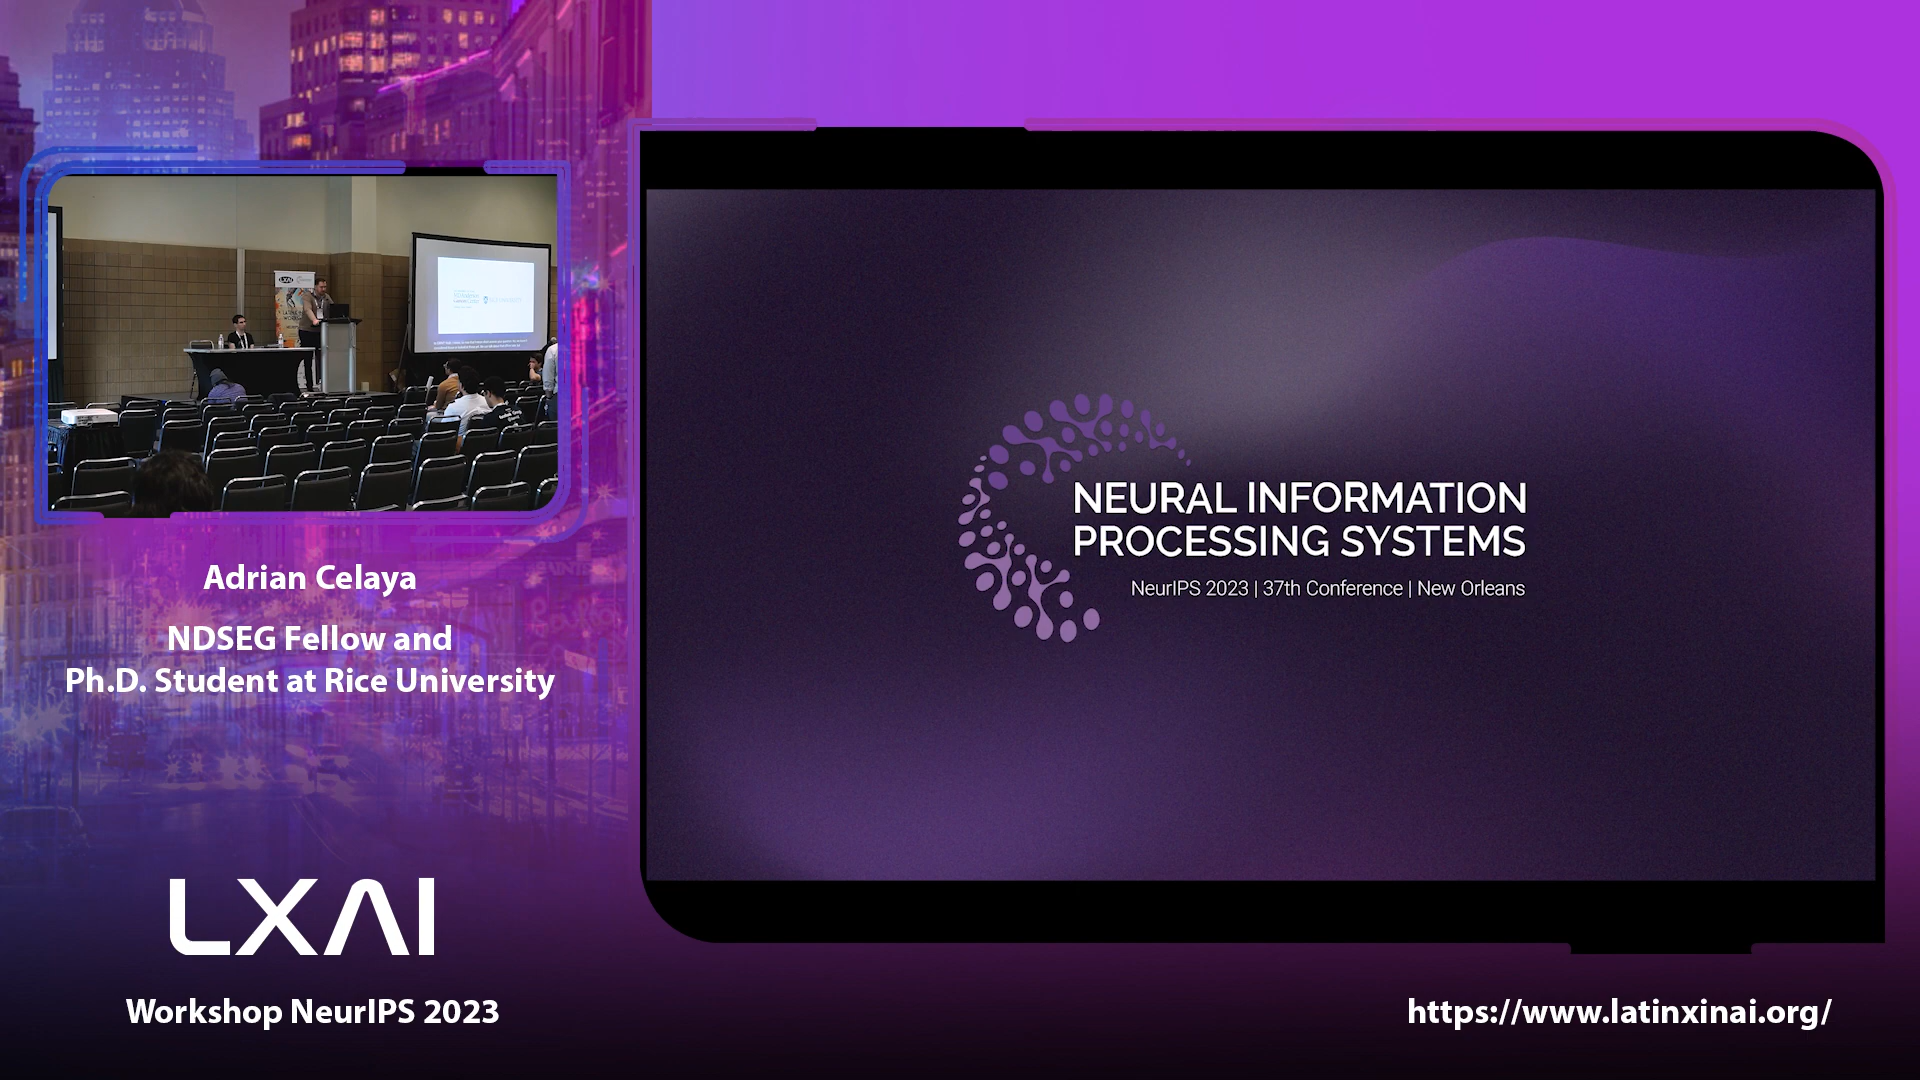 LXAI
Adrian Celaya
NDSEG Fellow and
Ph.D. Student at Rice University
LXAI
Workshop NeurIPS 2023
NEURAL INFORMATION
PROCESSING SYSTEMS
NeurIPS 2023 | 37th Conference | New Orleans
https://www.latinxinai.org/